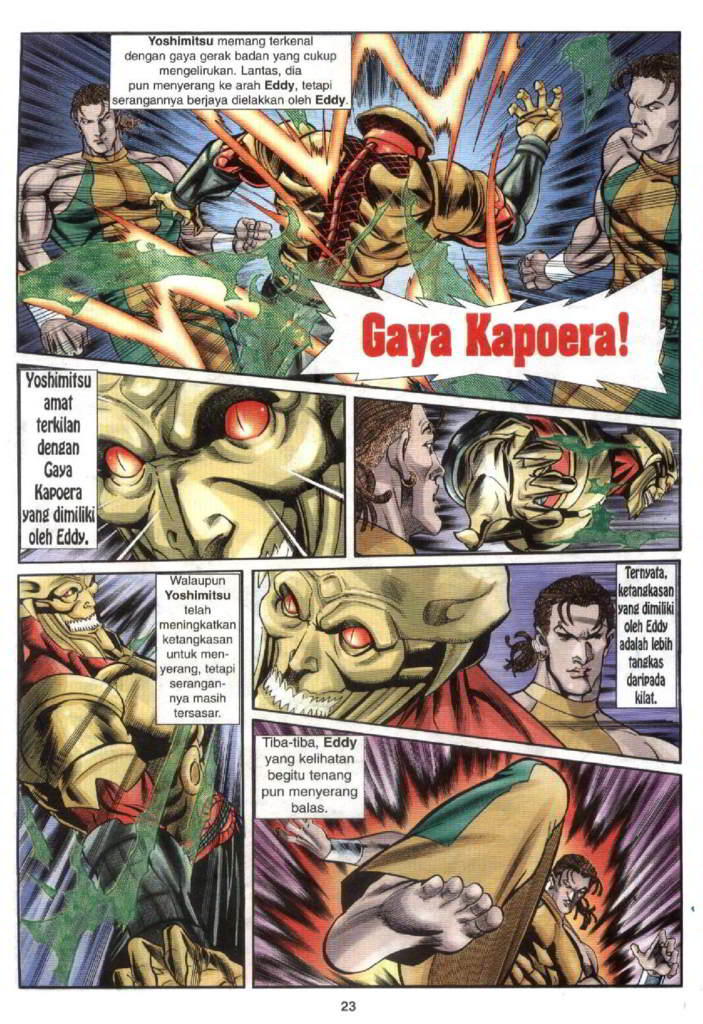 Yoshimitsu memang terkenal
dengan gaya gerak badan yang cukup
mengelirukan. Lantas, dia
pun menyerang ke arah Eddy, tetapi
serangannya berjaya dielakkan oleh Eddy.
Gaya Kapoera!
Yoshimitsu
amat
terkilan
dengan
Gaya
Kapoera
yang dimiliki
oleh Eddy.
Walaupun
Yoshimitsu
telah
meningkatkan
ketangkasan
untuk men-
yerang, tetapi
serangan-
nya masih
tersasar.
Ternyata,
ketangkasan
yang dimiliki
oleh Eddy
adalah lebih
tangkas
daripada
kilat.
Tiba-tiba, Eddy
yang kelihatan
begitu tenang
pun menyerang
balas.
23